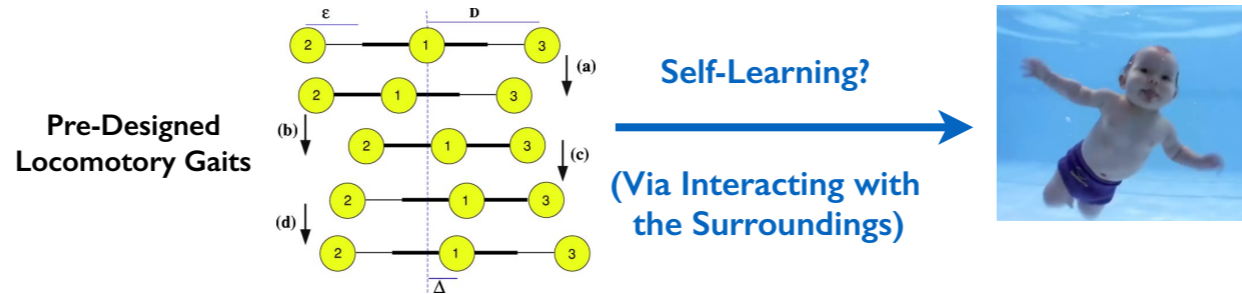 ε
D
2
1
3
(a)
2
1
3
(b)
2
1
3
(c)
2
1
3
(d)
2
1
3
Δ
Pre-Designed
Locomotory Gaits
Self-Learning?
(Via Interacting with
the Surroundings)